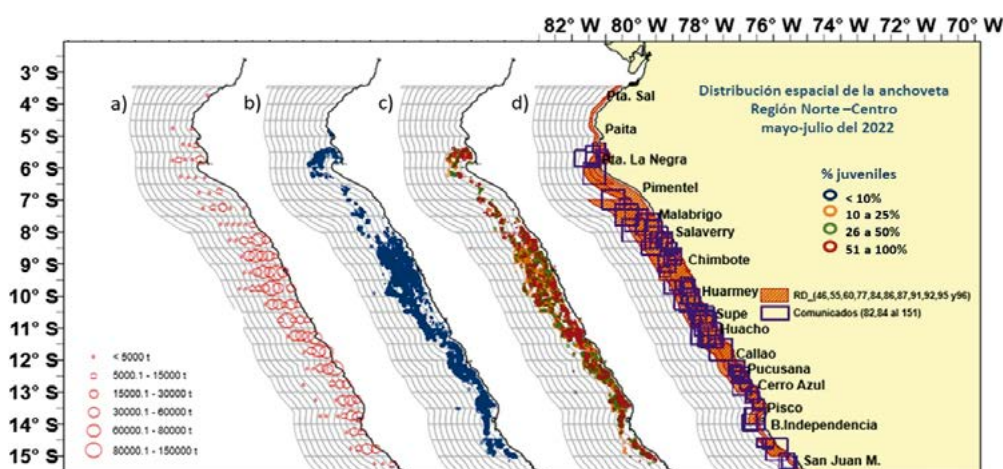 82° W 80° W 78° W 76° W 74° W 72° W 70° W
82° W
3° S
4° S
5° S
6° S
7° S
8° S
9° S
10° S
11° S
12° S
13° S
14° S
15° S
a)
b)
c)
d)
Pta. Sal
Paita
Pta. La Negra
Pimentel
Malabrigo
Salaverry
Chimbote
Huarmey
Supe
Huacho
Callao
Pucusana
Cerro Azul
Pisco
B.Independencia
San Juan M.
Distribución espacial de la anchoveta
Región Norte –Centro
mayo-julio del 2022
% juveniles
< 10%
10 a 25%
26 a 50%
51 a 100%
RD_(46,55,60,77,84,86,87,91,92,95 y96)
Comunicados (82,84 al 151)
< 5000 t
5000.1 - 15000 t
15000.1 - 30000 t
30000.1 - 60000 t
60000.1 - 80000 t
80000.1 - 150000 t